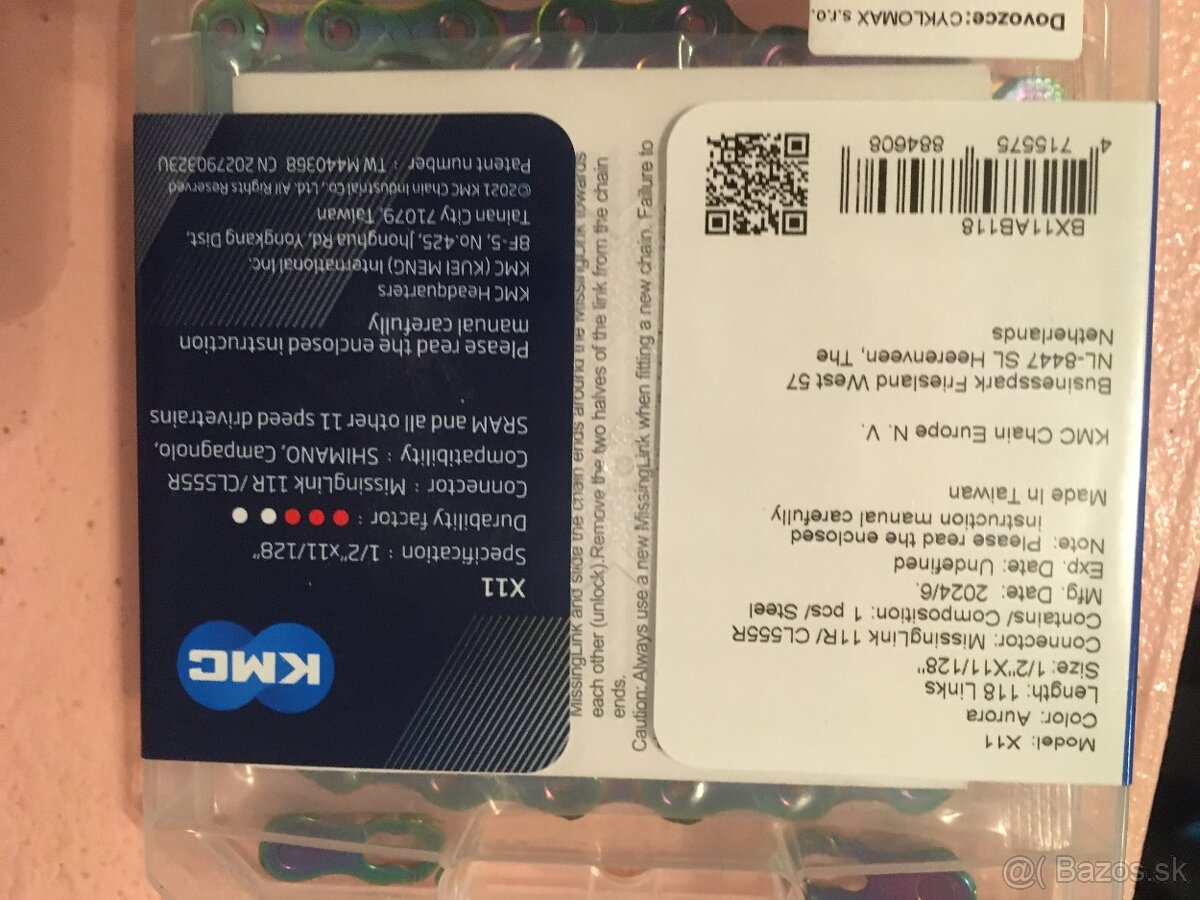 Model: X11
Color: Aurora
Length: 118 Links
Size: 1/2"X11/128"
Connector: MissingLink 11R/ CL555R
Contains/ Composition: 1 pcs/ Steel
Mfg. Date: 2024/6.
Exp. Date: Undefined
Note: Please read the enclosed
instruction manual carefully
Made In Taiwan
KMC Chain Europe N. V.
Businesspark Friesland West 57
NL-8447 SL Heerenveen, The
Netherlands
BX11AB118
4 715575 884608
KMC
X11
Specification : 1/2"x11/128"
Durability factor :
Connector : MissingLink 11R /CL555R
Compatibility : SHIMANO, Campagnolo,
SRAM and all other 11 speed drivetrains
Please read the enclosed instruction
manual carefully
KMC Headquarters
KMC (KUEI MENG) International Inc.
8F-5, No.425, Jhonghua Rd, Yongkang Dist,
Tainan City 71079, Taiwan
©2021 KMC Chain Industrial Co., Ltd. All Rights Reserved
Patent number : TW M440368 CN 202790323U
MissingLink and slide the chain ends around the MissingLink towards
each other (unlock).Remove the two halves of the link from the chain
ends.
Caution: Always use a new MissingLink when fitting a new chain. Failure to
Dovozce: CYKLOMAX s.r.o.
@( Bazos.sk